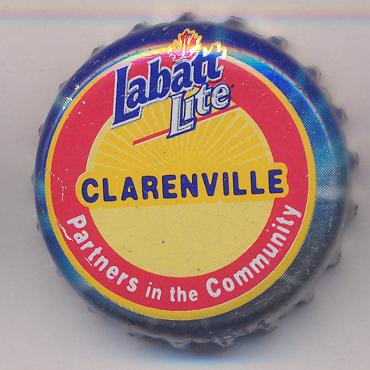 Labatt
Lite
CLARENVILLE
Partners in the Community